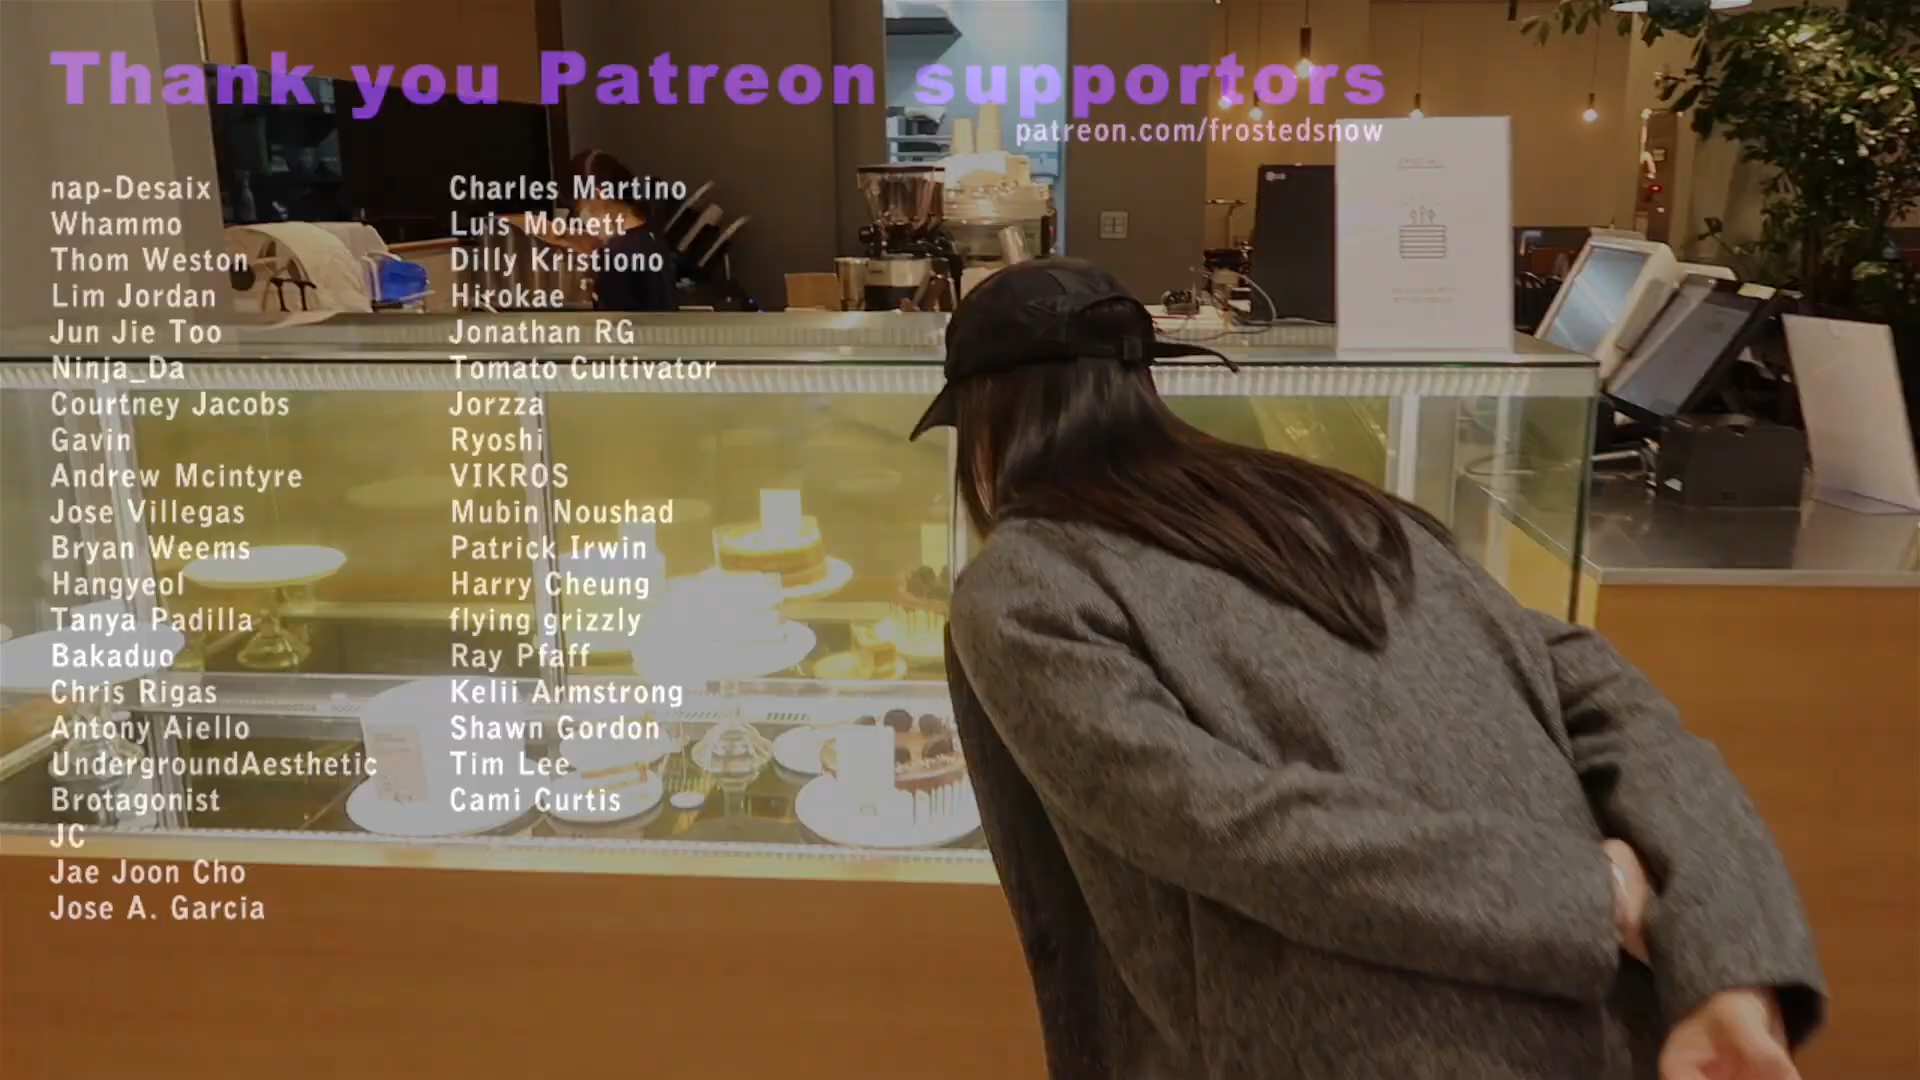 Thank you Patreon supportors
patreon.com/frostedsnow
nap-Desaix
Whammo
Thom Weston
Lim Jordan
Jun Jie Too
Ninja_Da
Courtney Jacobs
Gavin
Andrew Mcintyre
Jose Villegas
Bryan Weems
Hangyeol
Tanya Padilla
Bakaduo
Chris Rigas
Antony Aiello
UndergroundAesthetic
Brotagonist
JC
Jae Joon Cho
Jose A. Garcia
Charles Martino
Luis Monett
Dilly Kristiono
Hirokae
Jonathan RG
Tomato Cultivator
Jorzza
Ryoshi
VIKROS
Mubin Noushad
Patrick Irwin
Harry Cheung
flying grizzly
Ray Pfaff
Kelii Armstrong
Shawn Gordon
Tim Lee
Cami Curtis